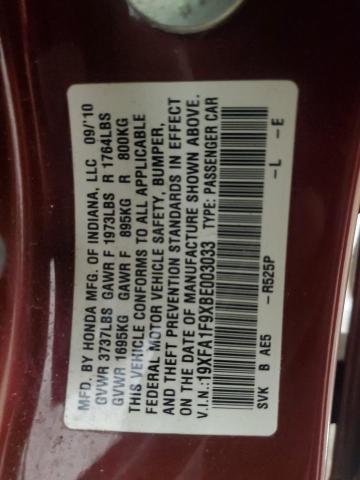 MFD. BY HONDA MFG. OF INDIANA, LLC 09/'10
GVWR 3737LBS GAWR F 1973LBS R 1764LBS
GVWR 1695KG GAWR F 895KG R 800KG
THIS VEHICLE CONFORMS TO ALL APPLICABLE
FEDERAL MOTOR VEHICLE SAFETY, BUMPER,
AND THEFT PREVENTION STANDARDS IN EFFECT
ON THE DATE OF MANUFACTURE SHOWN ABOVE.
V.I.N.: 19XFA1F9XBE003033 TYPE: PASSENGER CAR
SVK B AE5 -R525P -L -E